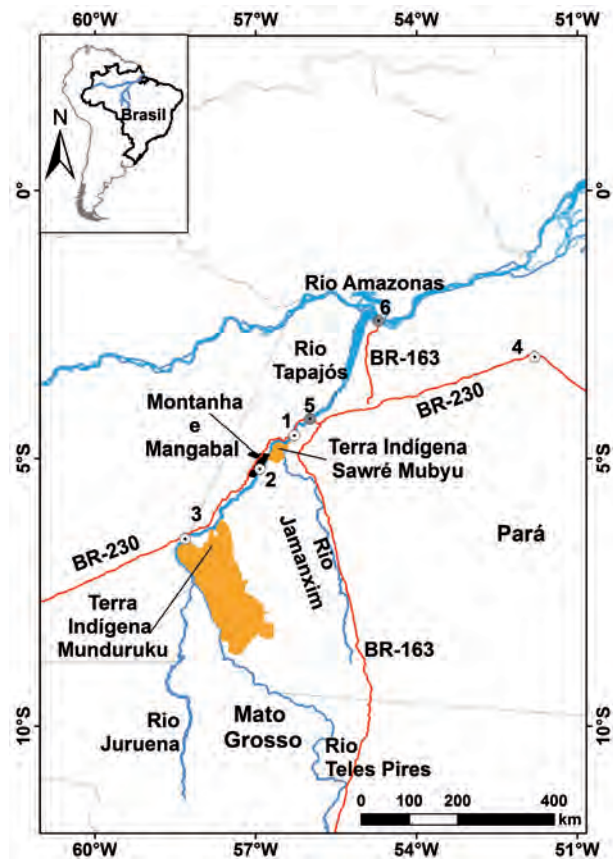 60°W 57°W 54°W 51°W
N
Brasil
0°
0°
Rio Amazonas
6
Rio
Tapajós
BR-163
4
BR-230
Montanha
e
Mangabal
1
5
Terra Indígena
Sawré Mubyu
5°S
5°S
2
3
BR-230
Rio
Jamanxim
Pará
Terra
Indígena
Munduruku
BR-163
Rio
Juruena
Mato
Grosso
Rio
Teles Pires
10°S
10°S
0 100 200 400
km
60°W 57°W 54°W 51°W